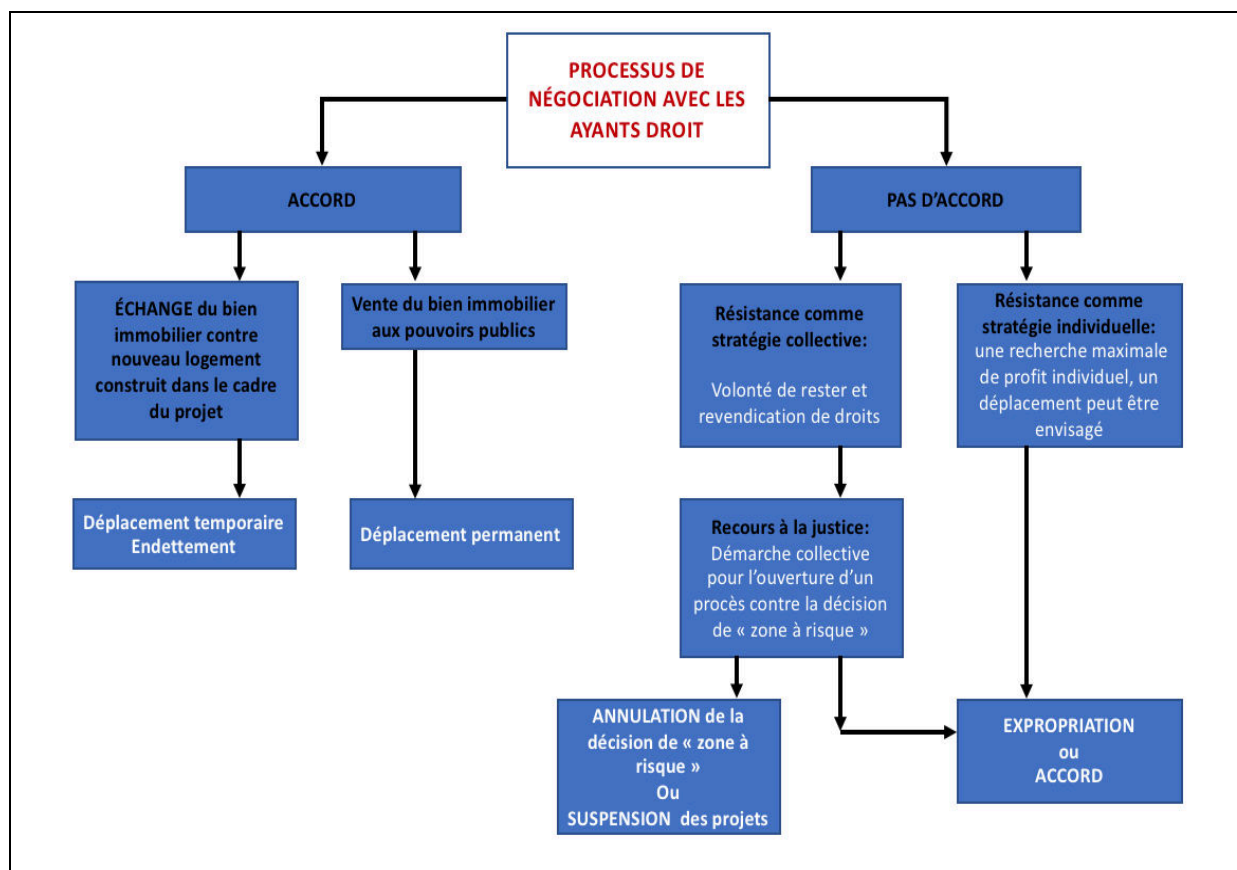 PROCESSUS DE
NÉGOCIATION AVEC LES
AYANTS DROIT
ACCORD
PAS D’ACCORD
ÉCHANGE du bien
immobilier contre
nouveau logement
construit dans le cadre
du projet
Vente du bien immobilier
aux pouvoirs publics
Résistance comme
stratégie collective:
Volonté de rester et
revendication de droits
Résistance comme
stratégie individuelle:
une recherche maximale
de profit individuel, un
déplacement peut être
envisagé
Déplacement temporaire
Endettement
Déplacement permanent
Recours à la justice:
Démarche collective
pour l’ouverture d’un
procès contre la décision
de « zone à risque »
ANNULATION de la
décision de « zone à
risque »
Ou
SUSPENSION des projets
EXPROPRIATION
ou
ACCORD